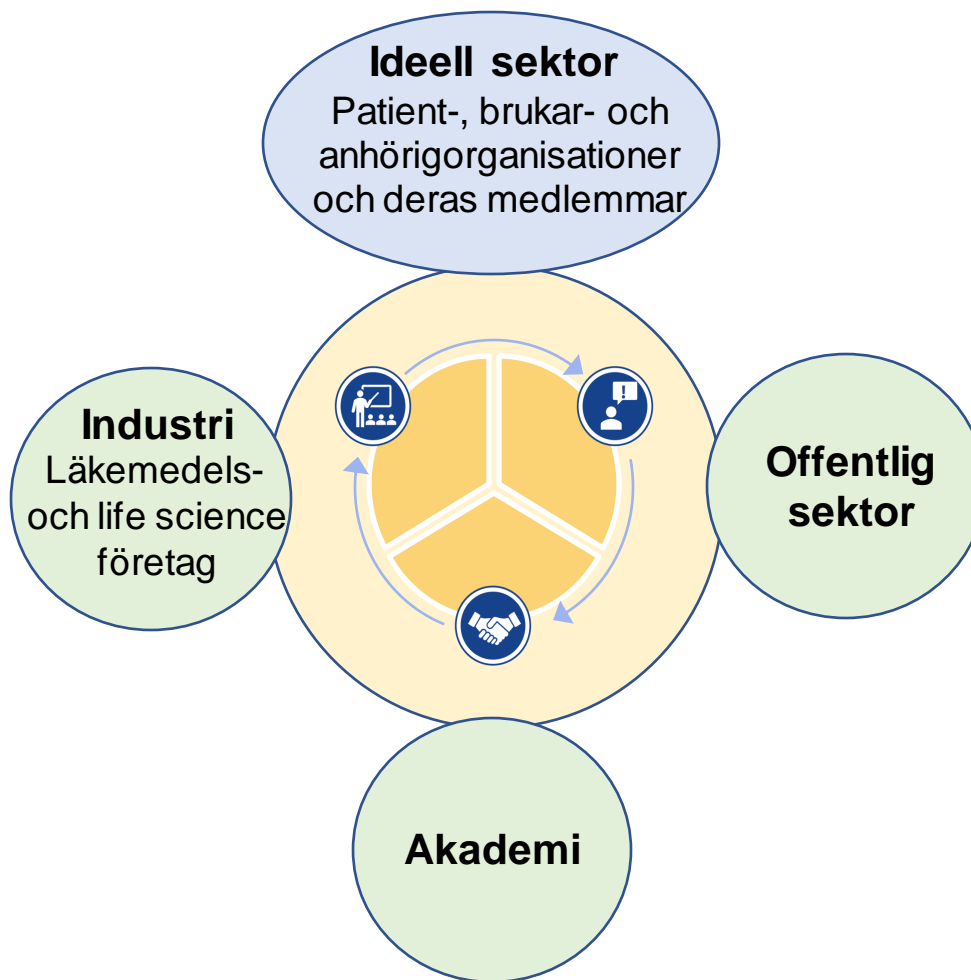 Ideell sektor
Patient-, brukar- och
anhörigorganisationer
och deras medlemmar
Industri
Läkemedels-
och life science
företag
Offentlig
sektor
!
Akademi